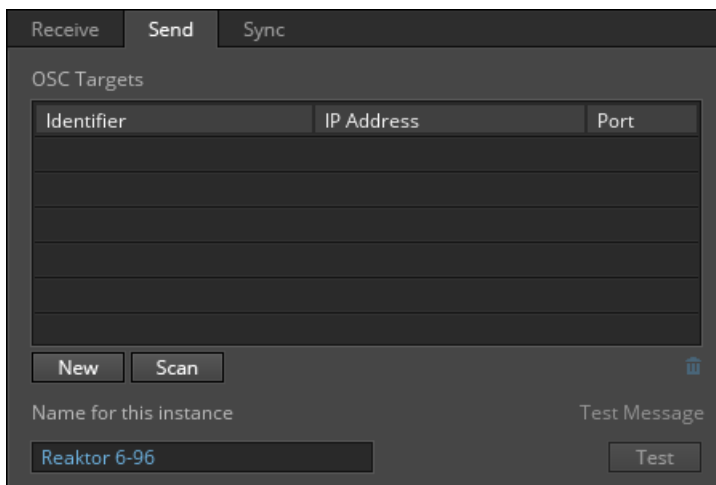 Receive Send Sync
OSC Targets
Identifier IP Address Port
New Scan
Name for this instance Test Message
Reaktor 6-96 Test